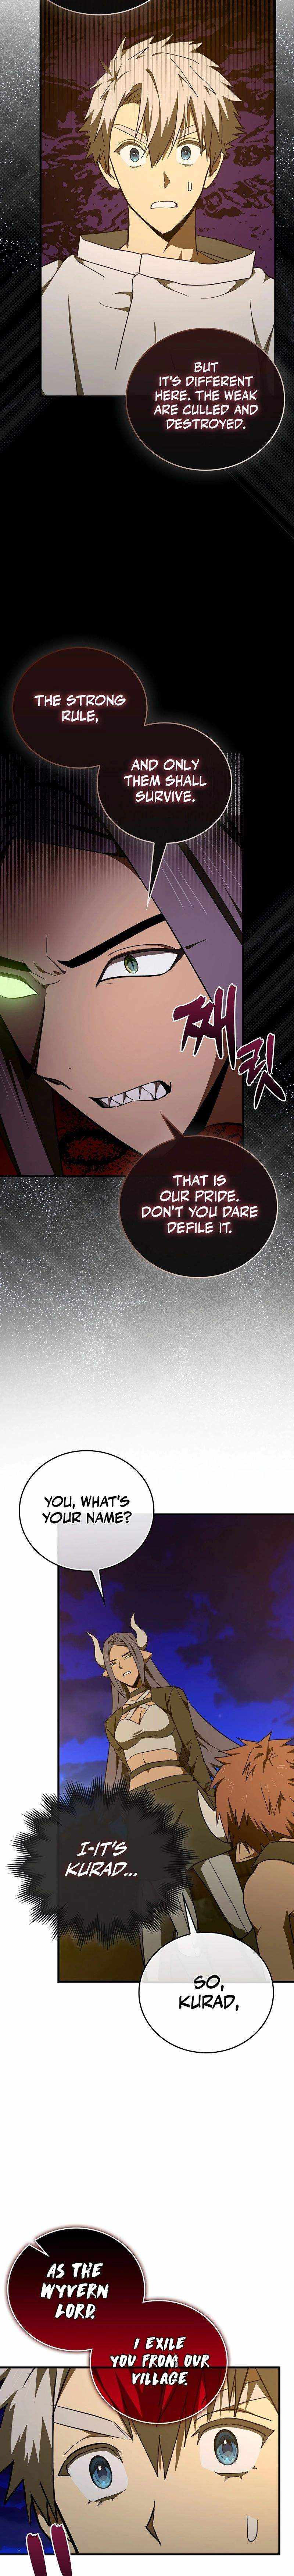 BUT
IT'S DIFFERENT
HERE. THE WEAK
ARE CULLED AND
DESTROYED.
THE STRONG
RULE,
AND ONLY
THEM SHALL
SURVIVE.
THAT IS
OUR PRIDE.
DON'T YOU DARE
DEFILE IT.
YOU, WHAT'S
YOUR NAME?
I-IT'S
KURAD...
SO,
KURAD,
AS THE
WYVERN
LORD,
I EXILE
YOU FROM OUR
VILLAGE.